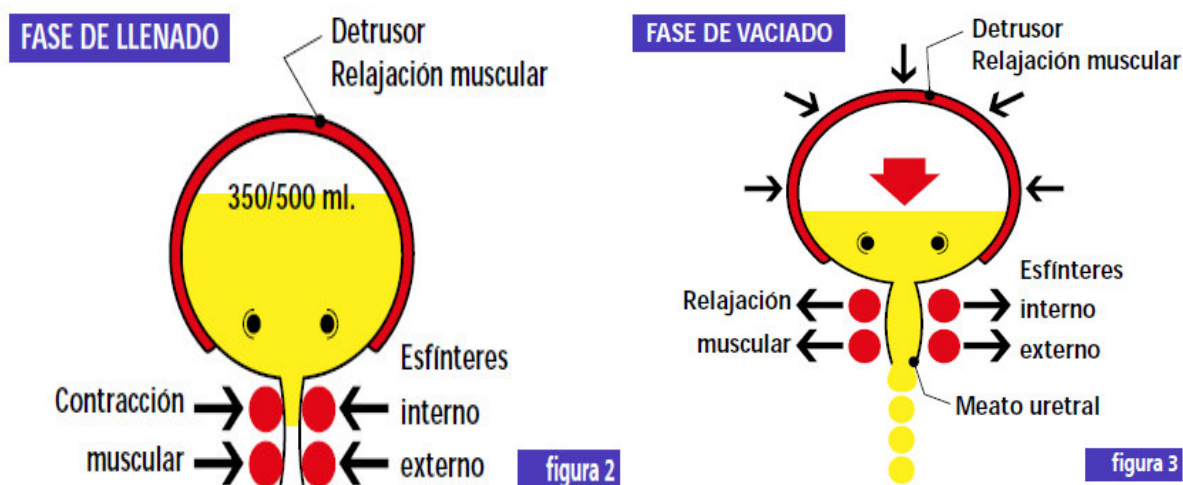 FASE DE LLENADO
Detrusor
Relajación muscular
350/500 ml.
Esfínteres
Contracción
interno
muscular
externo
figura 2
FASE DE VACIADO
Detrusor
Relajación muscular
Esfínteres
Relajación
interno
muscular
externo
Meato uretral
figura 3